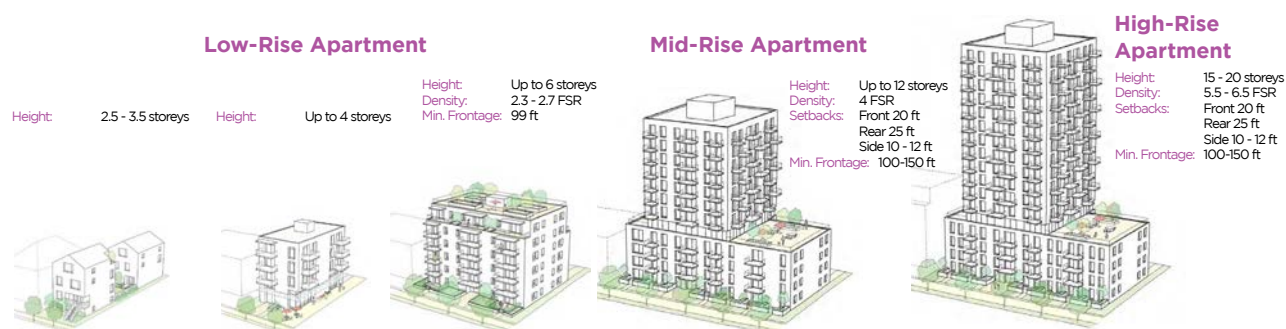 Low-Rise Apartment
Height: 2.5 - 3.5 storeys
Height: Up to 4 storeys
Height: Up to 6 storeys
Density: 2.3 - 2.7 FSR
Min. Frontage: 99 ft
Mid-Rise Apartment
Height: Up to 12 storeys
Density: 4 FSR
Setbacks: Front 20 ft
Rear 25 ft
Side 10 - 12 ft
Min. Frontage: 100-150 ft
High-Rise
Apartment
Height: 15 - 20 storeys
Density: 5.5 - 6.5 FSR
Setbacks: Front 20 ft
Rear 25 ft
Side 10 - 12 ft
Min. Frontage: 100-150 ft